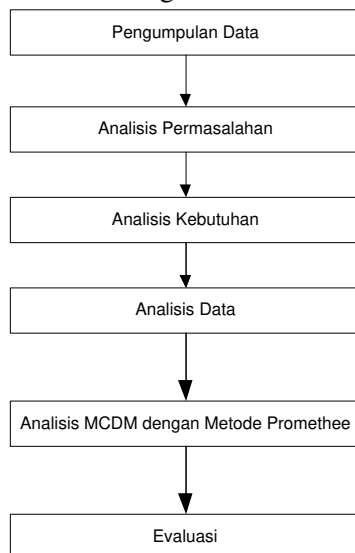 Pengumpulan Data
Analisis Permasalahan
Analisis Kebutuhan
Analisis Data
Analisis MCDM dengan Metode Promethee
Evaluasi